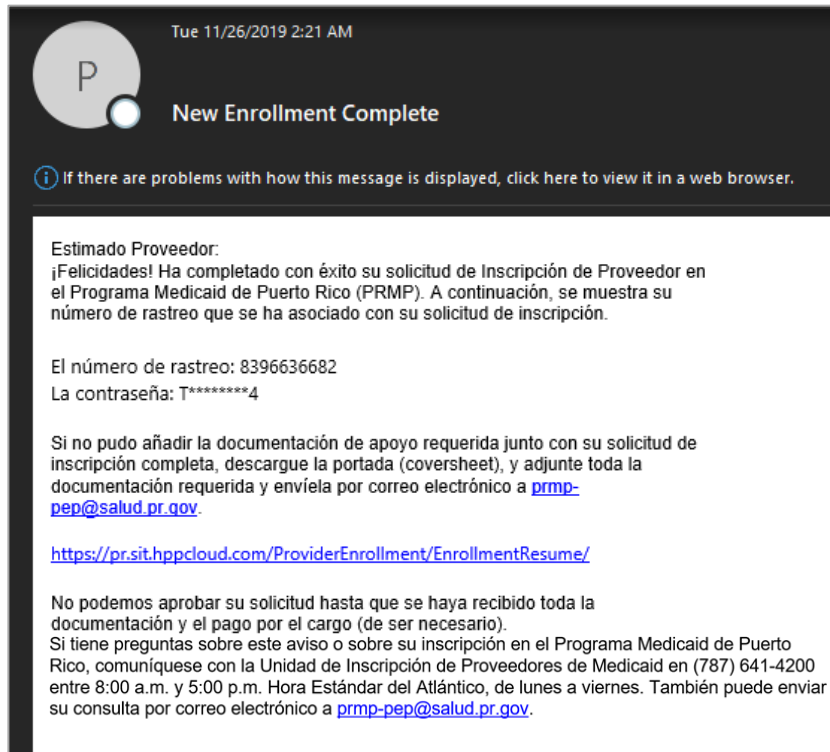 Tue 11/26/2019 2:21 AM
P
New Enrollment Complete
If there are problems with how this message is displayed, click here to view it in a web browser.
Estimado Proveedor:
¡Felicidades! Ha completado con éxito su solicitud de Inscripción de Proveedor en
el Programa Medicaid de Puerto Rico (PRMP). A continuación, se muestra su
número de rastreo que se ha asociado con su solicitud de inscripción.
El número de rastreo: 8396636682
La contraseña: T********4
Si no pudo añadir la documentación de apoyo requerida junto con su solicitud de
inscripción completa, descargue la portada (coversheet), y adjunte toda la
documentación requerida y envíela por correo electrónico a prmp-
pep@salud.pr.gov.
https://pr.sit.hppcloud.com/ProviderEnrollment/EnrollmentResume/
No podemos aprobar su solicitud hasta que se haya recibido toda la
documentación y el pago por el cargo (de ser necesario).
Si tiene preguntas sobre este aviso o sobre su inscripción en el Programa Medicaid de Puerto
Rico, comuníquese con la Unidad de Inscripción de Proveedores de Medicaid en (787) 641-4200
entre 8:00 a.m. y 5:00 p.m. Hora Estándar del Atlántico, de lunes a viernes. También puede enviar
su consulta por correo electrónico a prmp-pep@salud.pr.gov.